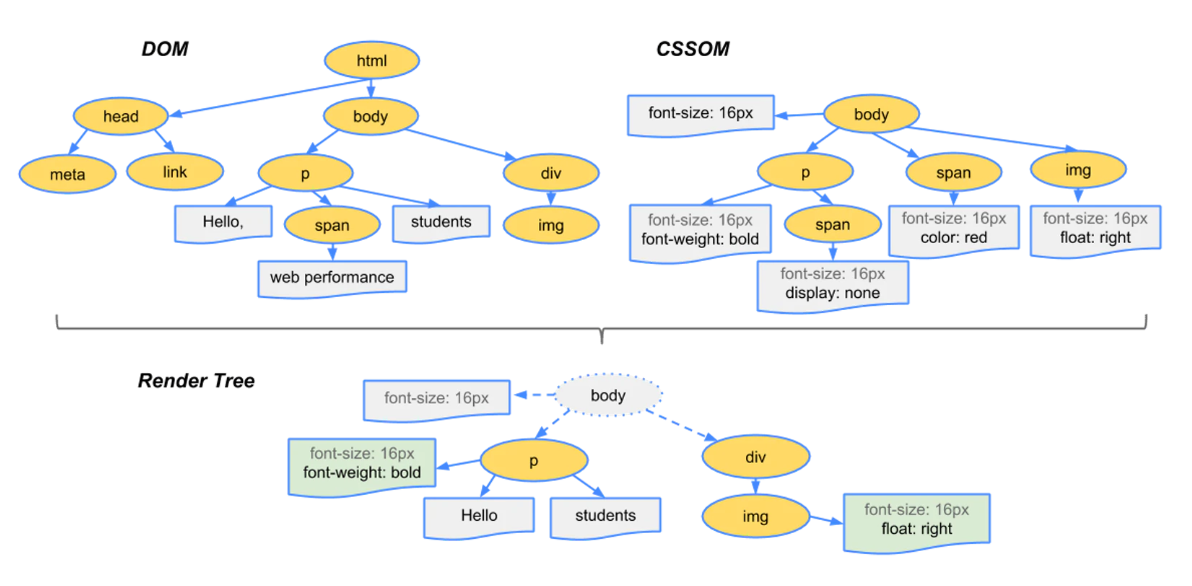 DOM
html
head
body
meta
link
p
div
Hello,
span
students
img
web performance
CSSOM
font-size: 16px
body
p
span
img
font-size: 16px
font-weight: bold
span
font-size: 16px
color: red
font-size: 16px
float: right
font-size: 16px
display: none
Render Tree
font-size: 16px
body
font-size: 16px
font-weight: bold
p
div
Hello
students
img
font-size: 16px
float: right